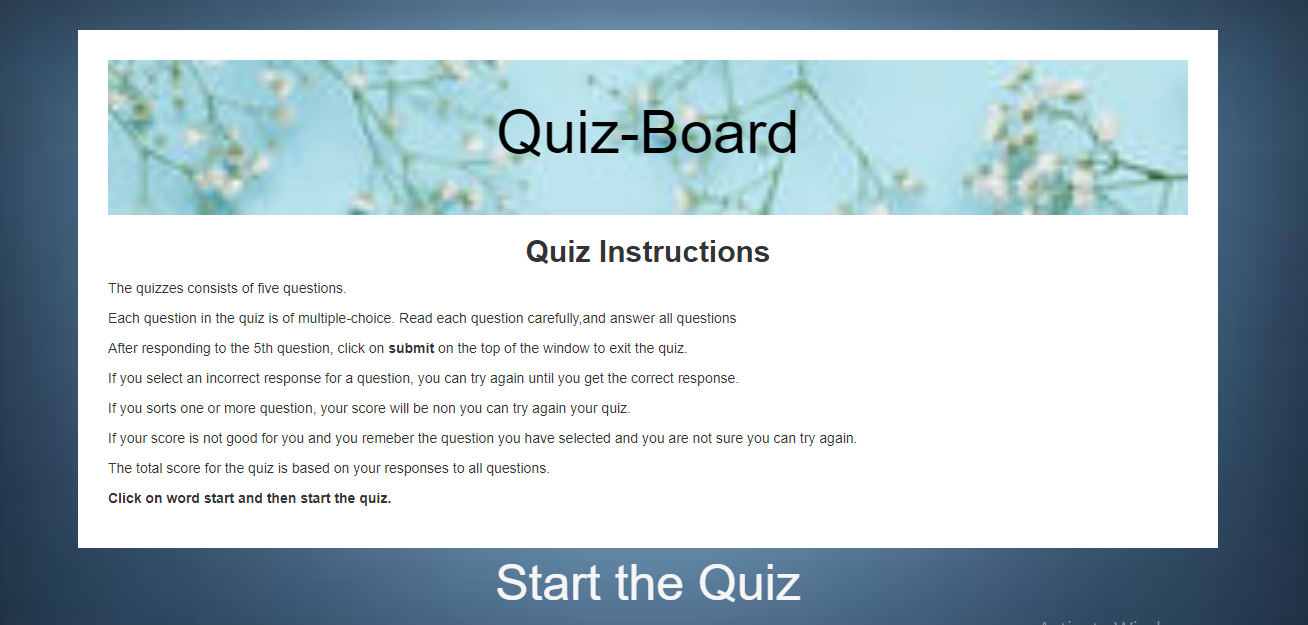 Quiz-Board
Quiz Instructions
The quizzes consists of five questions.
Each question in the quiz is of multiple-choice. Read each question carefully,and answer all questions
After responding to the 5th question, click on submit on the top of the window to exit the quiz.
If you select an incorrect response for a question, you can try again until you get the correct response.
If you sorts one or more question, your score will be non you can try again your quiz.
If your score is not good for you and you remeber the question you have selected and you are not sure you can try again.
The total score for the quiz is based on your responses to all questions.
Click on word start and then start the quiz.
Start the Quiz